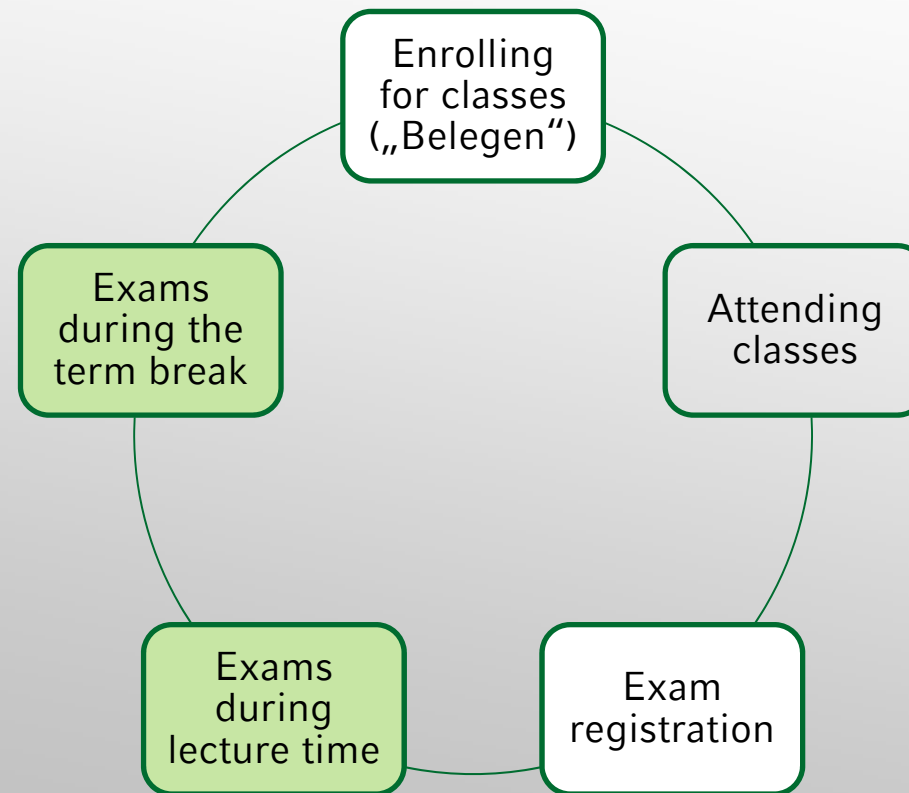 Enrolling
for classes
(„Belegen“)
Attending
classes
Exam
registration
Exams
during
lecture time
Exams
during the
term break